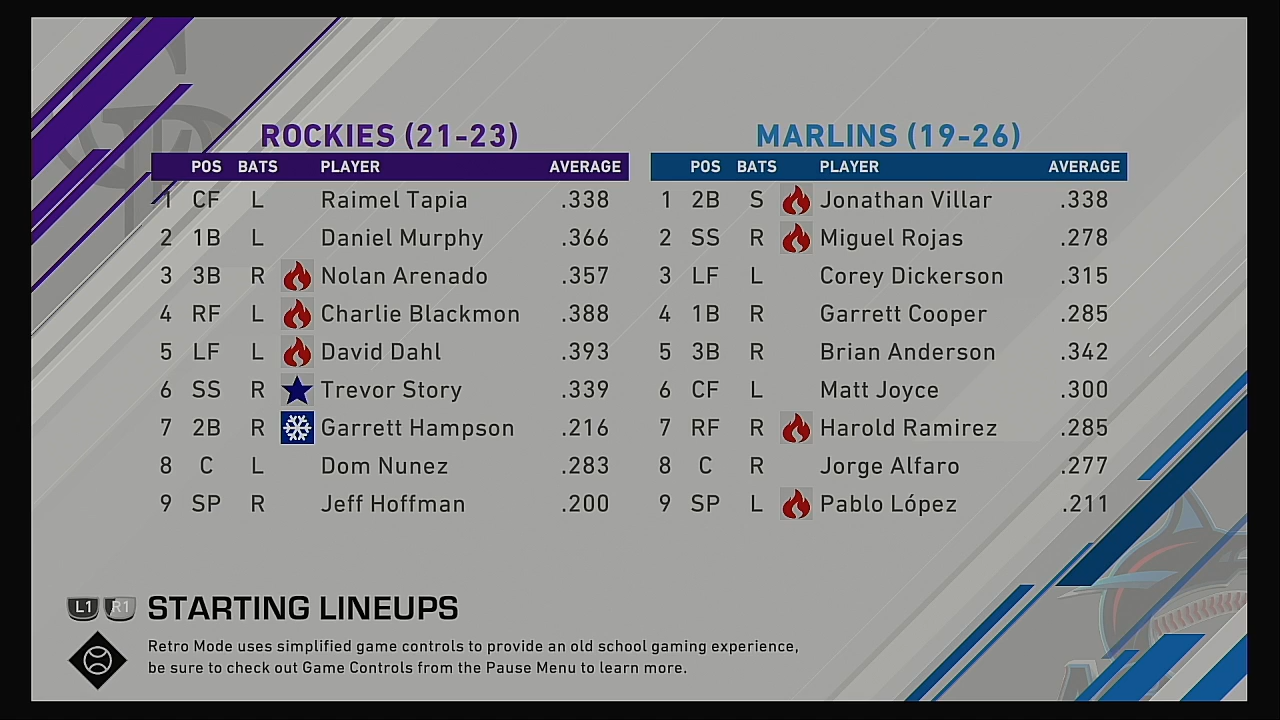 ROCKIES (21-23)
POS BATS PLAYER AVERAGE
1 CF L Raimel Tapia .338
2 1B L Daniel Murphy .366
3 3B R Nolan Arenado .357
4 RF L Charlie Blackmon .388
5 LF L David Dahl .393
6 SS R Trevor Story .339
7 2B R Garrett Hampson .216
8 C L Dom Nunez .283
9 SP R Jeff Hoffman .200
MARLINS (19-26)
POS BATS PLAYER AVERAGE
1 2B S Jonathan Villar .338
2 SS R Miguel Rojas .278
3 LF L Corey Dickerson .315
4 1B R Garrett Cooper .285
5 3B R Brian Anderson .342
6 CF L Matt Joyce .300
7 RF R Harold Ramirez .285
8 C R Jorge Alfaro .277
9 SP L Pablo López .211
L1 R1 STARTING LINEUPS
Retro Mode uses simplified game controls to provide an old school gaming experience,
be sure to check out Game Controls from the Pause Menu to learn more.